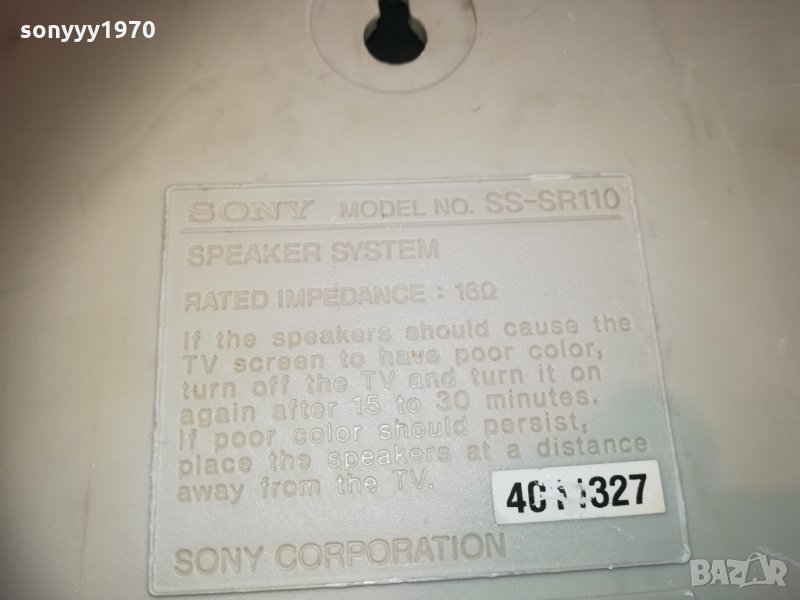 sonyyy1970
SONY MODEL NO. SS-SR110
SPEAKER SYSTEM
RATED IMPEDANCE : 16Ω
If the speakers should cause the
TV screen to have poor color,
turn off the TV and turn it on
again after 15 to 30 minutes.
If poor color should persist,
place the speakers at a distance
away from the TV.
SONY CORPORATION
BAZAR